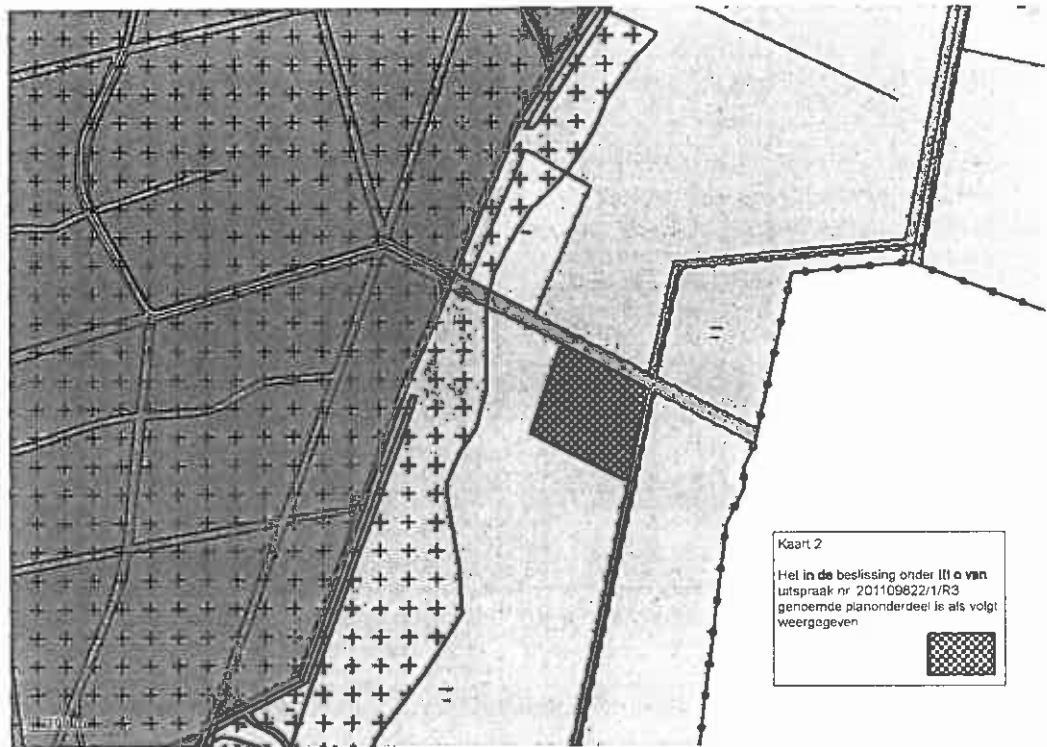 Kaart 2
Het in de beslissing onder III o van
uitspraak nr. 201109822/1/R3
genoemde planonderdeel is als volgt
weergegeven